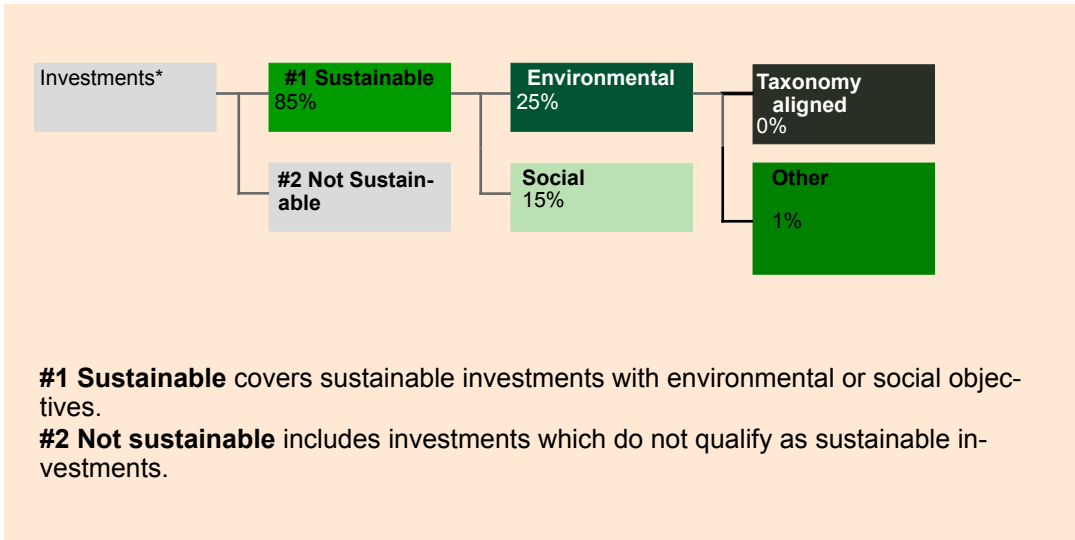 Investments*
#1 Sustainable
85%
#2 Not Sustain-
able
Environmental
25%
Social
15%
Taxonomy
aligned
0%
Other
1%
#1 Sustainable covers sustainable investments with environmental or social objec-
tives.
#2 Not sustainable includes investments which do not qualify as sustainable in-
vestments.